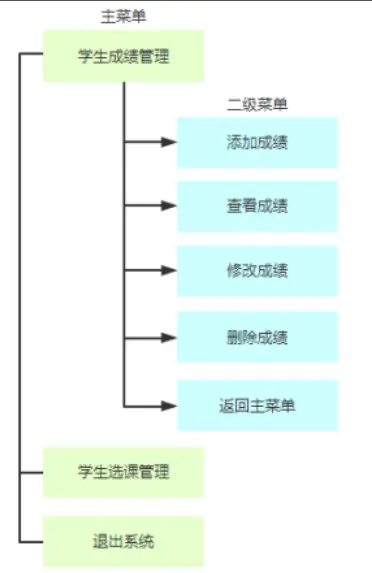 主菜单
学生成绩管理
二级菜单
添加成绩
查看成绩
修改成绩
删除成绩
返回主菜单
学生选课管理
退出系统